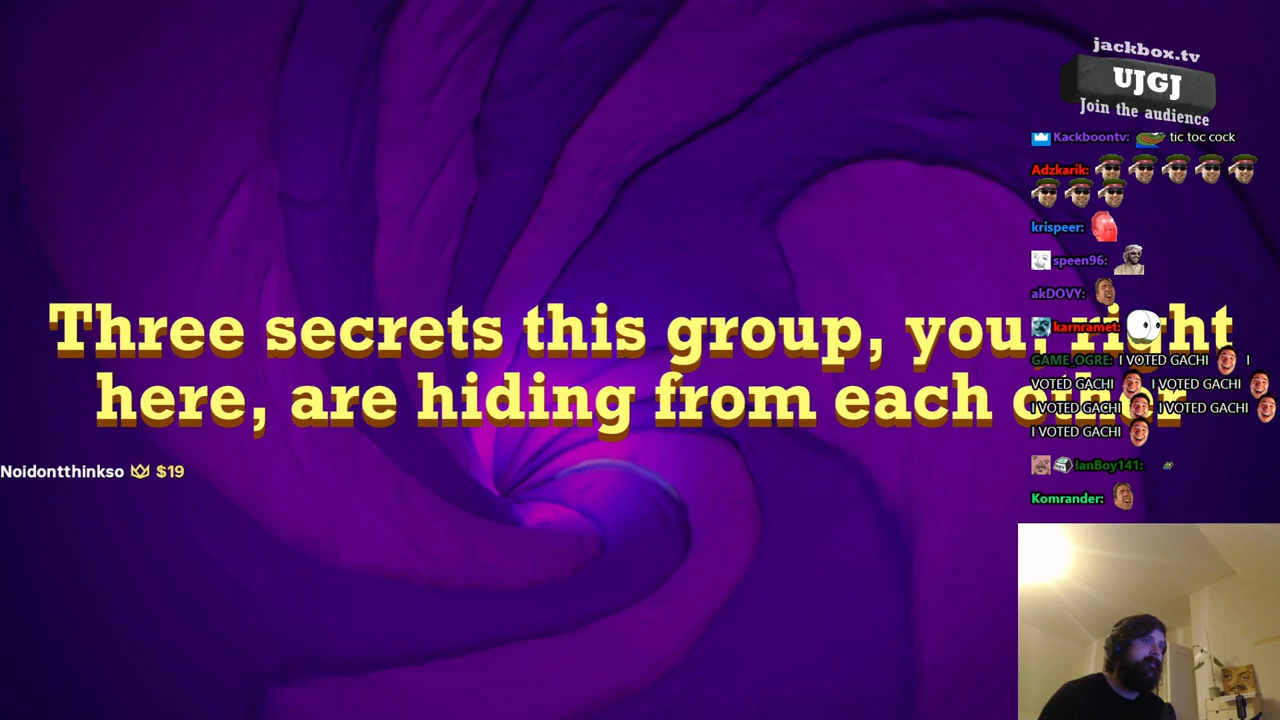 jackbox.tv
UJGJ
Join the audience
Kackboontv: tic toc cock
Adzkarik:
krispeer:
speen96:
akDOVY:
karnramet:
Three secrets this group, you, right
here, are hiding from each other
GAME_OGRE: I VOTED GACHI I
VOTED GACHI I VOTED GACHI
I VOTED GACHI I VOTED GACHI
I VOTED GACHI
IanBoy141:
Noidontthinkso $19
Komrander: